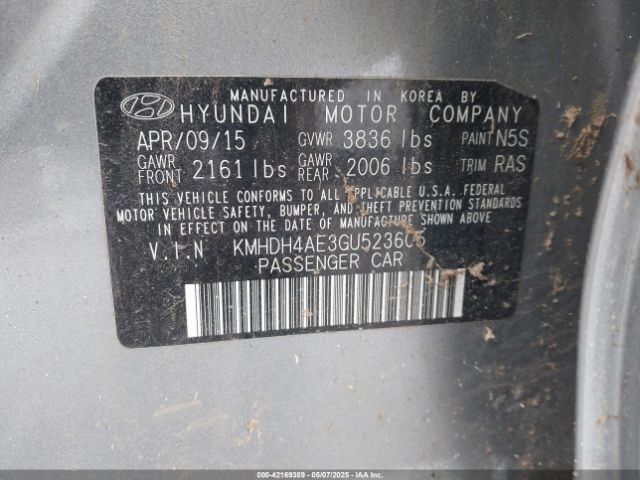 MANUFACTURED IN KOREA BY
HYUNDAI MOTOR COMPANY
APR/09/15 GVWR 3836 lbs PAINT N5S
GAWR FRONT 2161 lbs GAWR REAR 2006 lbs TRIM RAS
THIS VEHICLE CONFORMS TO ALL APPLICABLE U.S.A. FEDERAL
MOTOR VEHICLE SAFETY, BUMPER, AND THEFT PREVENTION STANDARDS
IN EFFECT ON THE DATE OF MANUFACTURE SHOWN ABOVE.
V.I.N KMHDH4AE3GU523605
PASSENGER CAR
000-42169389 - 05/07/2025 - IAAI.COM